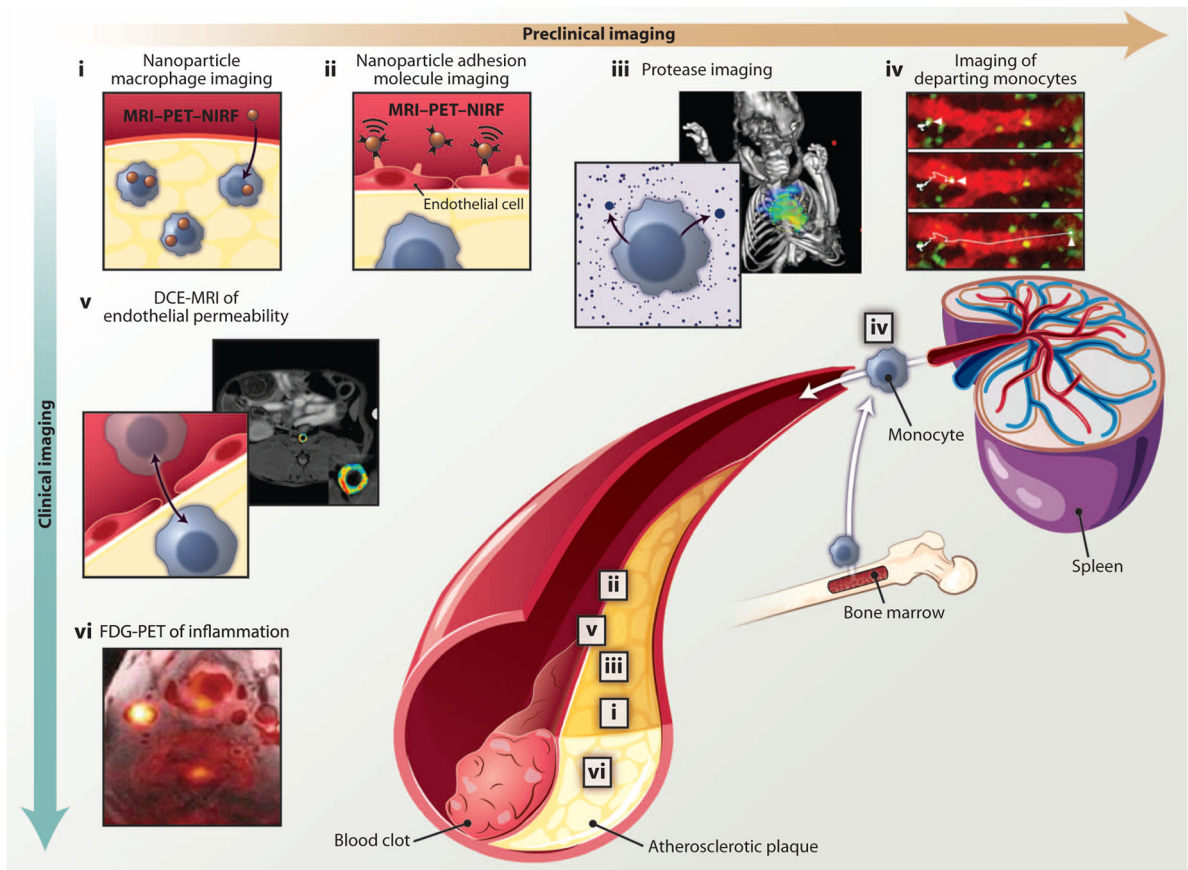 Preclinical imaging
i
Nanoparticle
macrophage imaging
MRI–PET–NIRF
ii
Nanoparticle adhesion
molecule imaging
MRI–PET–NIRF
Endothelial cell
iii Protease imaging
iv
Imaging of
departing monocytes
Clinical imaging
v
DCE-MRI of
endothelial permeability
vi FDG-PET of inflammation
iv
Monocyte
Spleen
Bone marrow
ii
v
iii
i
vi
Blood clot
Atherosclerotic plaque